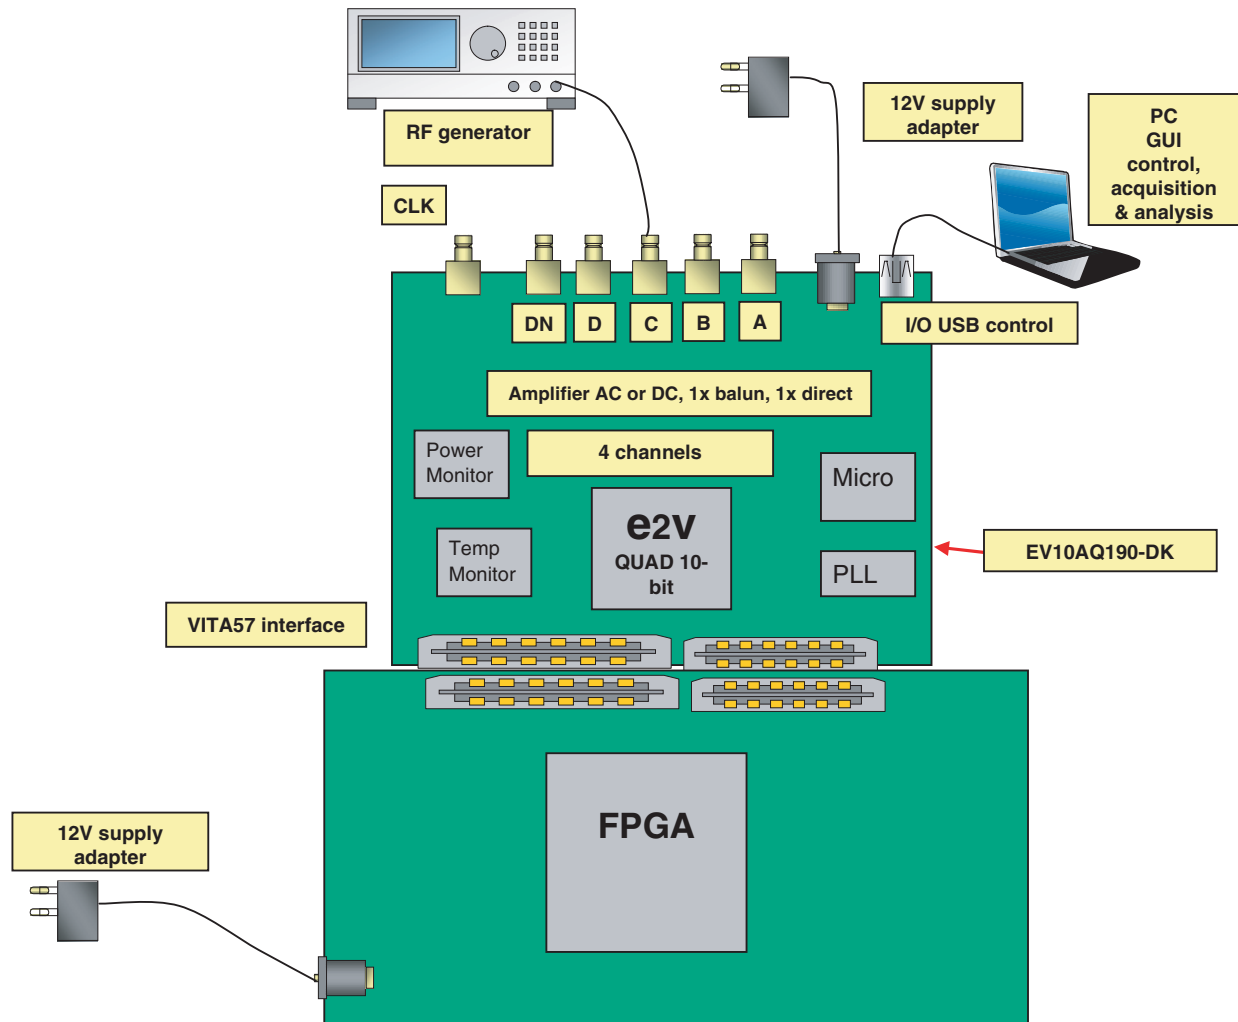 RF generator
12V supply
adapter
PC
GUI
control,
acquisition
& analysis
CLK
DN
D
C
B
A
I/O USB control
Amplifier AC or DC, 1x balun, 1x direct
Power
Monitor
4 channels
Micro
e2v
QUAD 10-
bit
Temp
Monitor
PLL
EV10AQ190-DK
VITA57 interface
FPGA
12V supply
adapter